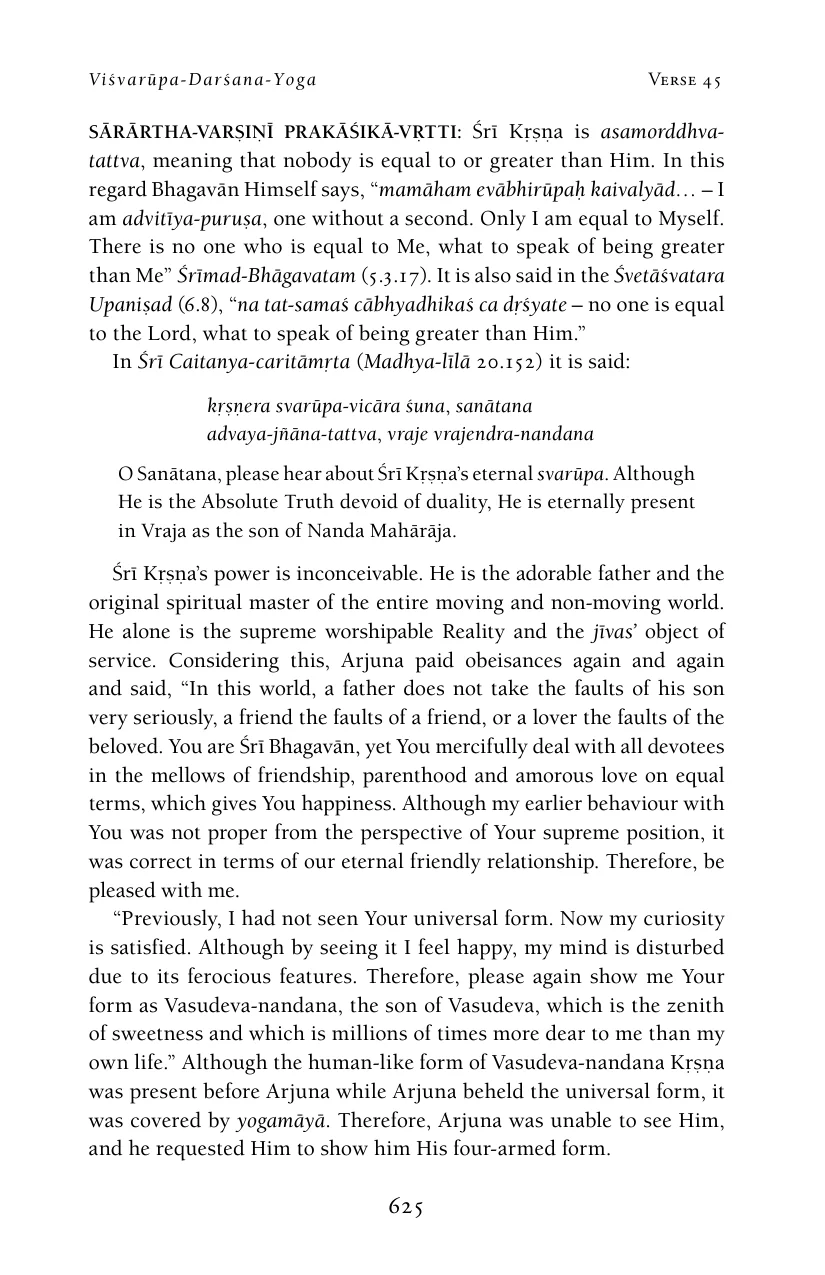 Viśvarūpa-Darśana-Yoga Verse 45
SĀRĀRTHA-VARṢIṆĪ PRAKĀŚIKĀ-VṚTTI: Śrī Kṛṣṇa is asamorddhva-
tattva, meaning that nobody is equal to or greater than Him. In this
regard Bhagavān Himself says, “mamāham evābhirūpaḥ kaivalyād… – I
am advitīya-puruṣa, one without a second. Only I am equal to Myself.
There is no one who is equal to Me, what to speak of being greater
than Me” Śrīmad-Bhāgavatam (5.3.17). It is also said in the Śvetāśvatara
Upaniṣad (6.8), “na tat-samaś cābhyadhikaś ca dṛśyate – no one is equal
to the Lord, what to speak of being greater than Him.”
In Śrī Caitanya-caritāmṛta (Madhya-līlā 20.152) it is said:
kṛṣṇera svarūpa-vicāra śuna, sanātana
advaya-jñāna-tattva, vraje vrajendra-nandana
O Sanātana, please hear about Śrī Kṛṣṇa’s eternal svarūpa. Although
He is the Absolute Truth devoid of duality, He is eternally present
in Vraja as the son of Nanda Mahārāja.
Śrī Kṛṣṇa’s power is inconceivable. He is the adorable father and the
original spiritual master of the entire moving and non-moving world.
He alone is the supreme worshipable Reality and the jīvas’ object of
service. Considering this, Arjuna paid obeisances again and again
and said, “In this world, a father does not take the faults of his son
very seriously, a friend the faults of a friend, or a lover the faults of the
beloved. You are Śrī Bhagavān, yet You mercifully deal with all devotees
in the mellows of friendship, parenthood and amorous love on equal
terms, which gives You happiness. Although my earlier behaviour with
You was not proper from the perspective of Your supreme position, it
was correct in terms of our eternal friendly relationship. Therefore, be
pleased with me.
“Previously, I had not seen Your universal form. Now my curiosity
is satisfied. Although by seeing it I feel happy, my mind is disturbed
due to its ferocious features. Therefore, please again show me Your
form as Vasudeva-nandana, the son of Vasudeva, which is the zenith
of sweetness and which is millions of times more dear to me than my
own life.” Although the human-like form of Vasudeva-nandana Kṛṣṇa
was present before Arjuna while Arjuna beheld the universal form, it
was covered by yogamāyā. Therefore, Arjuna was unable to see Him,
and he requested Him to show him His four-armed form.
625